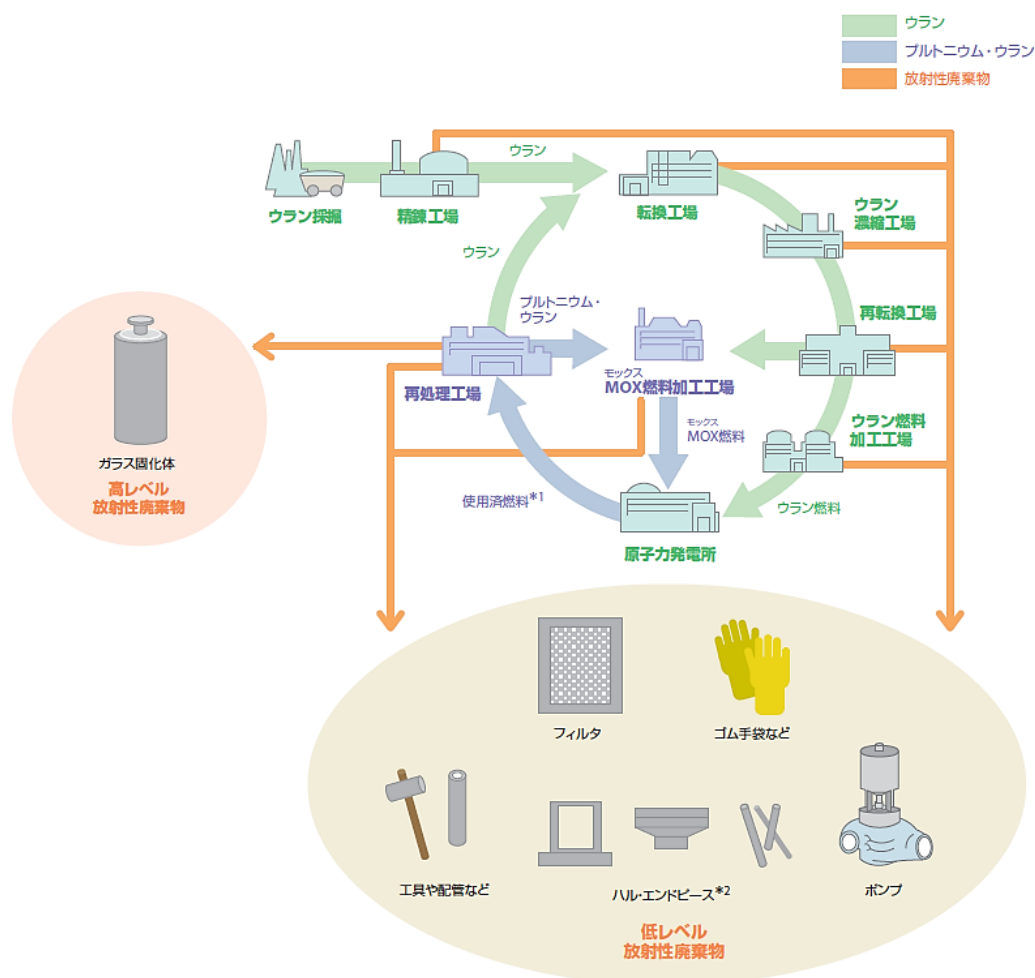 ウラン
プルトニウム・ウラン
放射性廃棄物
ウラン
ウラン採掘
精錬工場
転換工場
ウラン
濃縮工場
ウラン
プルトニウム・
ウラン
再転換工場
再処理工場
モックス
MOX燃料加工工場
モックス
MOX燃料
ウラン燃料
加工工場
ガラス固化体
高レベル
放射性廃棄物
使用済燃料*1
ウラン燃料
原子力発電所
フィルタ
ゴム手袋など
工具や配管など
ハル・エンドピース*2
ポンプ
低レベル
放射性廃棄物